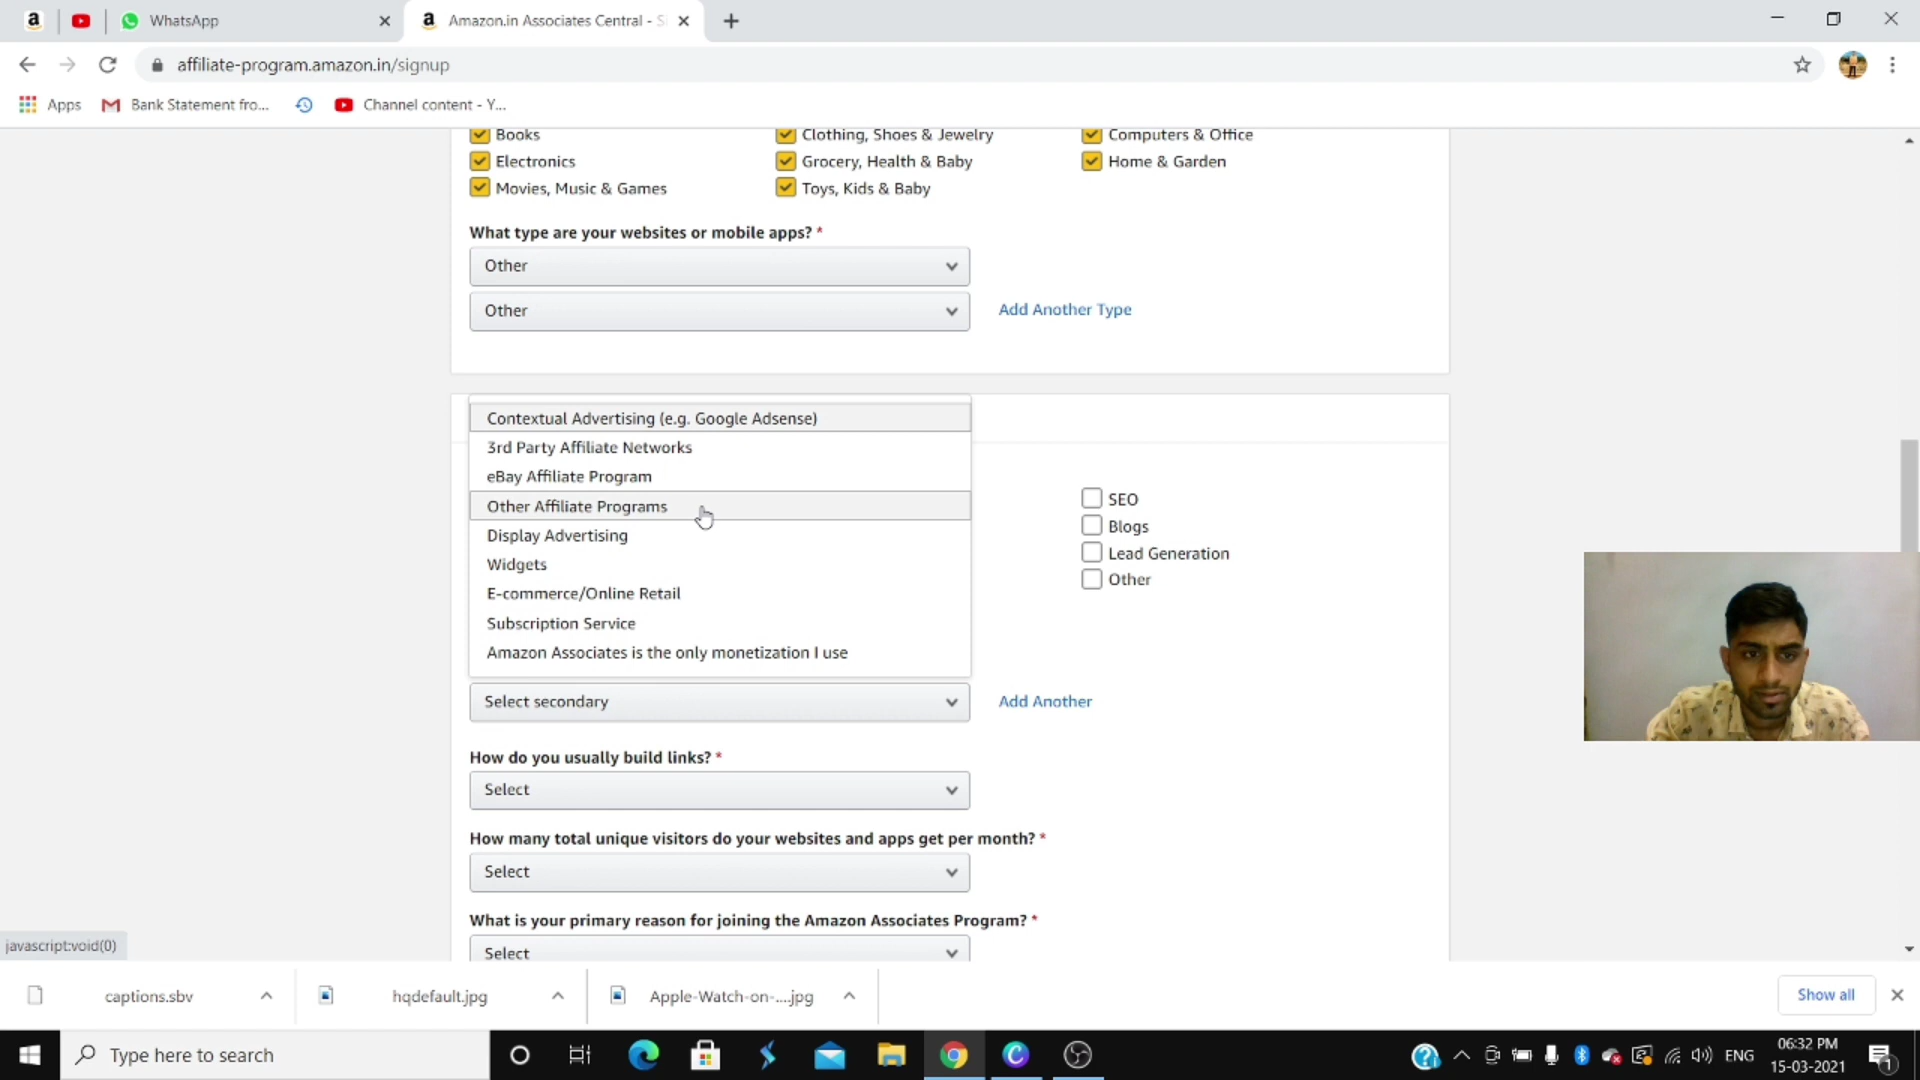 WhatsApp
Amazon.in Associates Central - S
affiliate-program.amazon.in/signup
Apps
Bank Statement fro...
Channel content - Y...
Books
Clothing, Shoes & Jewelry
Computers & Office
Electronics
Grocery, Health & Baby
Home & Garden
Movies, Music & Games
Toys, Kids & Baby
What type are your websites or mobile apps? *
Other
Other
Add Another Type
Contextual Advertising (e.g. Google Adsense)
3rd Party Affiliate Networks
eBay Affiliate Program
Other Affiliate Programs
Display Advertising
Widgets
E-commerce/Online Retail
Subscription Service
Amazon Associates is the only monetization I use
SEO
Blogs
Lead Generation
Other
Select secondary
Add Another
How do you usually build links? *
Select
How many total unique visitors do your websites and apps get per month? *
Select
What is your primary reason for joining the Amazon Associates Program? *
Select
javascript:void(0)
captions.sbv
hqdefault.jpg
Apple-Watch-on-....jpg
Show all
Type here to search
ENG
06:32 PM
15-03-2021
1